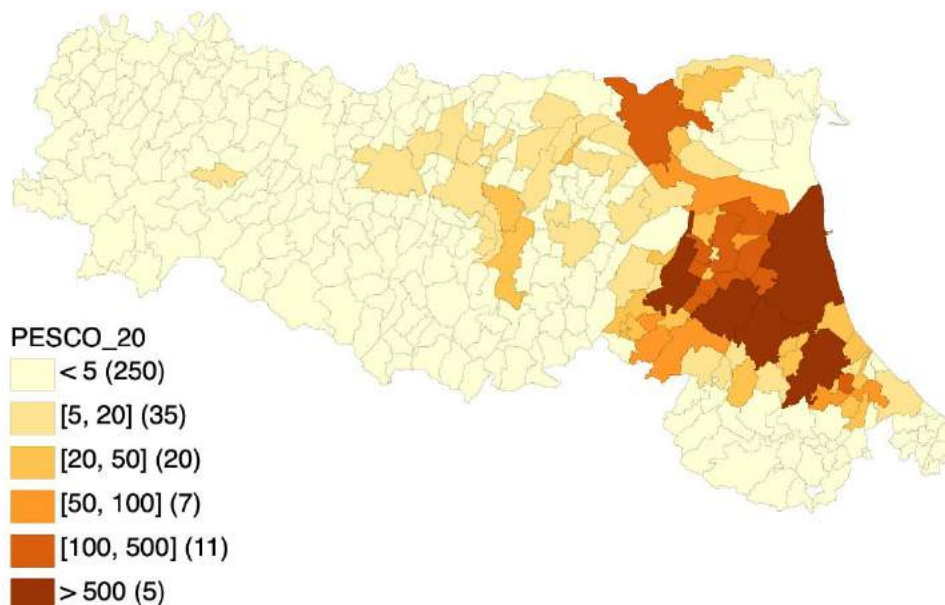 PESCO_20
< 5 (250)
[5, 20] (35)
[20, 50] (20)
[50, 100] (7)
[100, 500] (11)
> 500 (5)